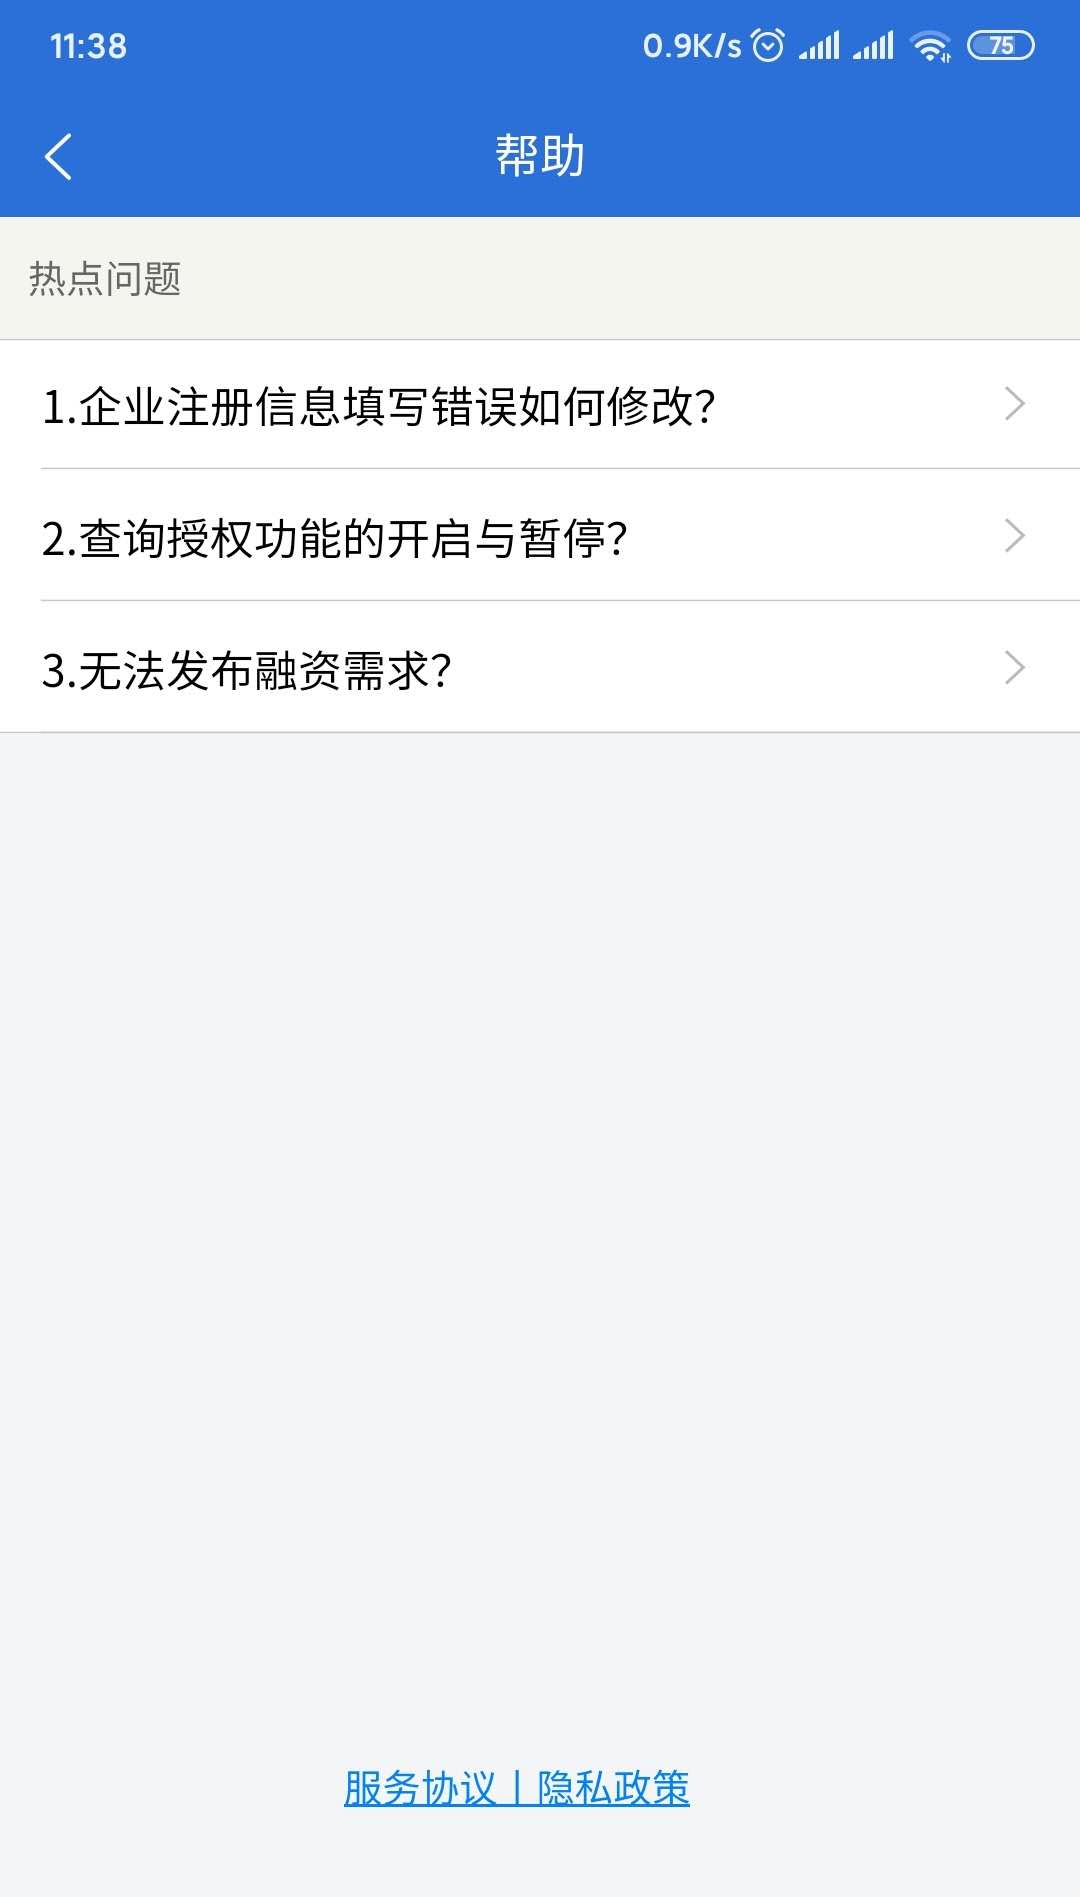 11:38 0.9K/s 75
帮助
热点问题
1.企业注册信息填写错误如何修改?
2.查询授权功能的开启与暂停?
3.无法发布融资需求?
服务协议丨隐私政策